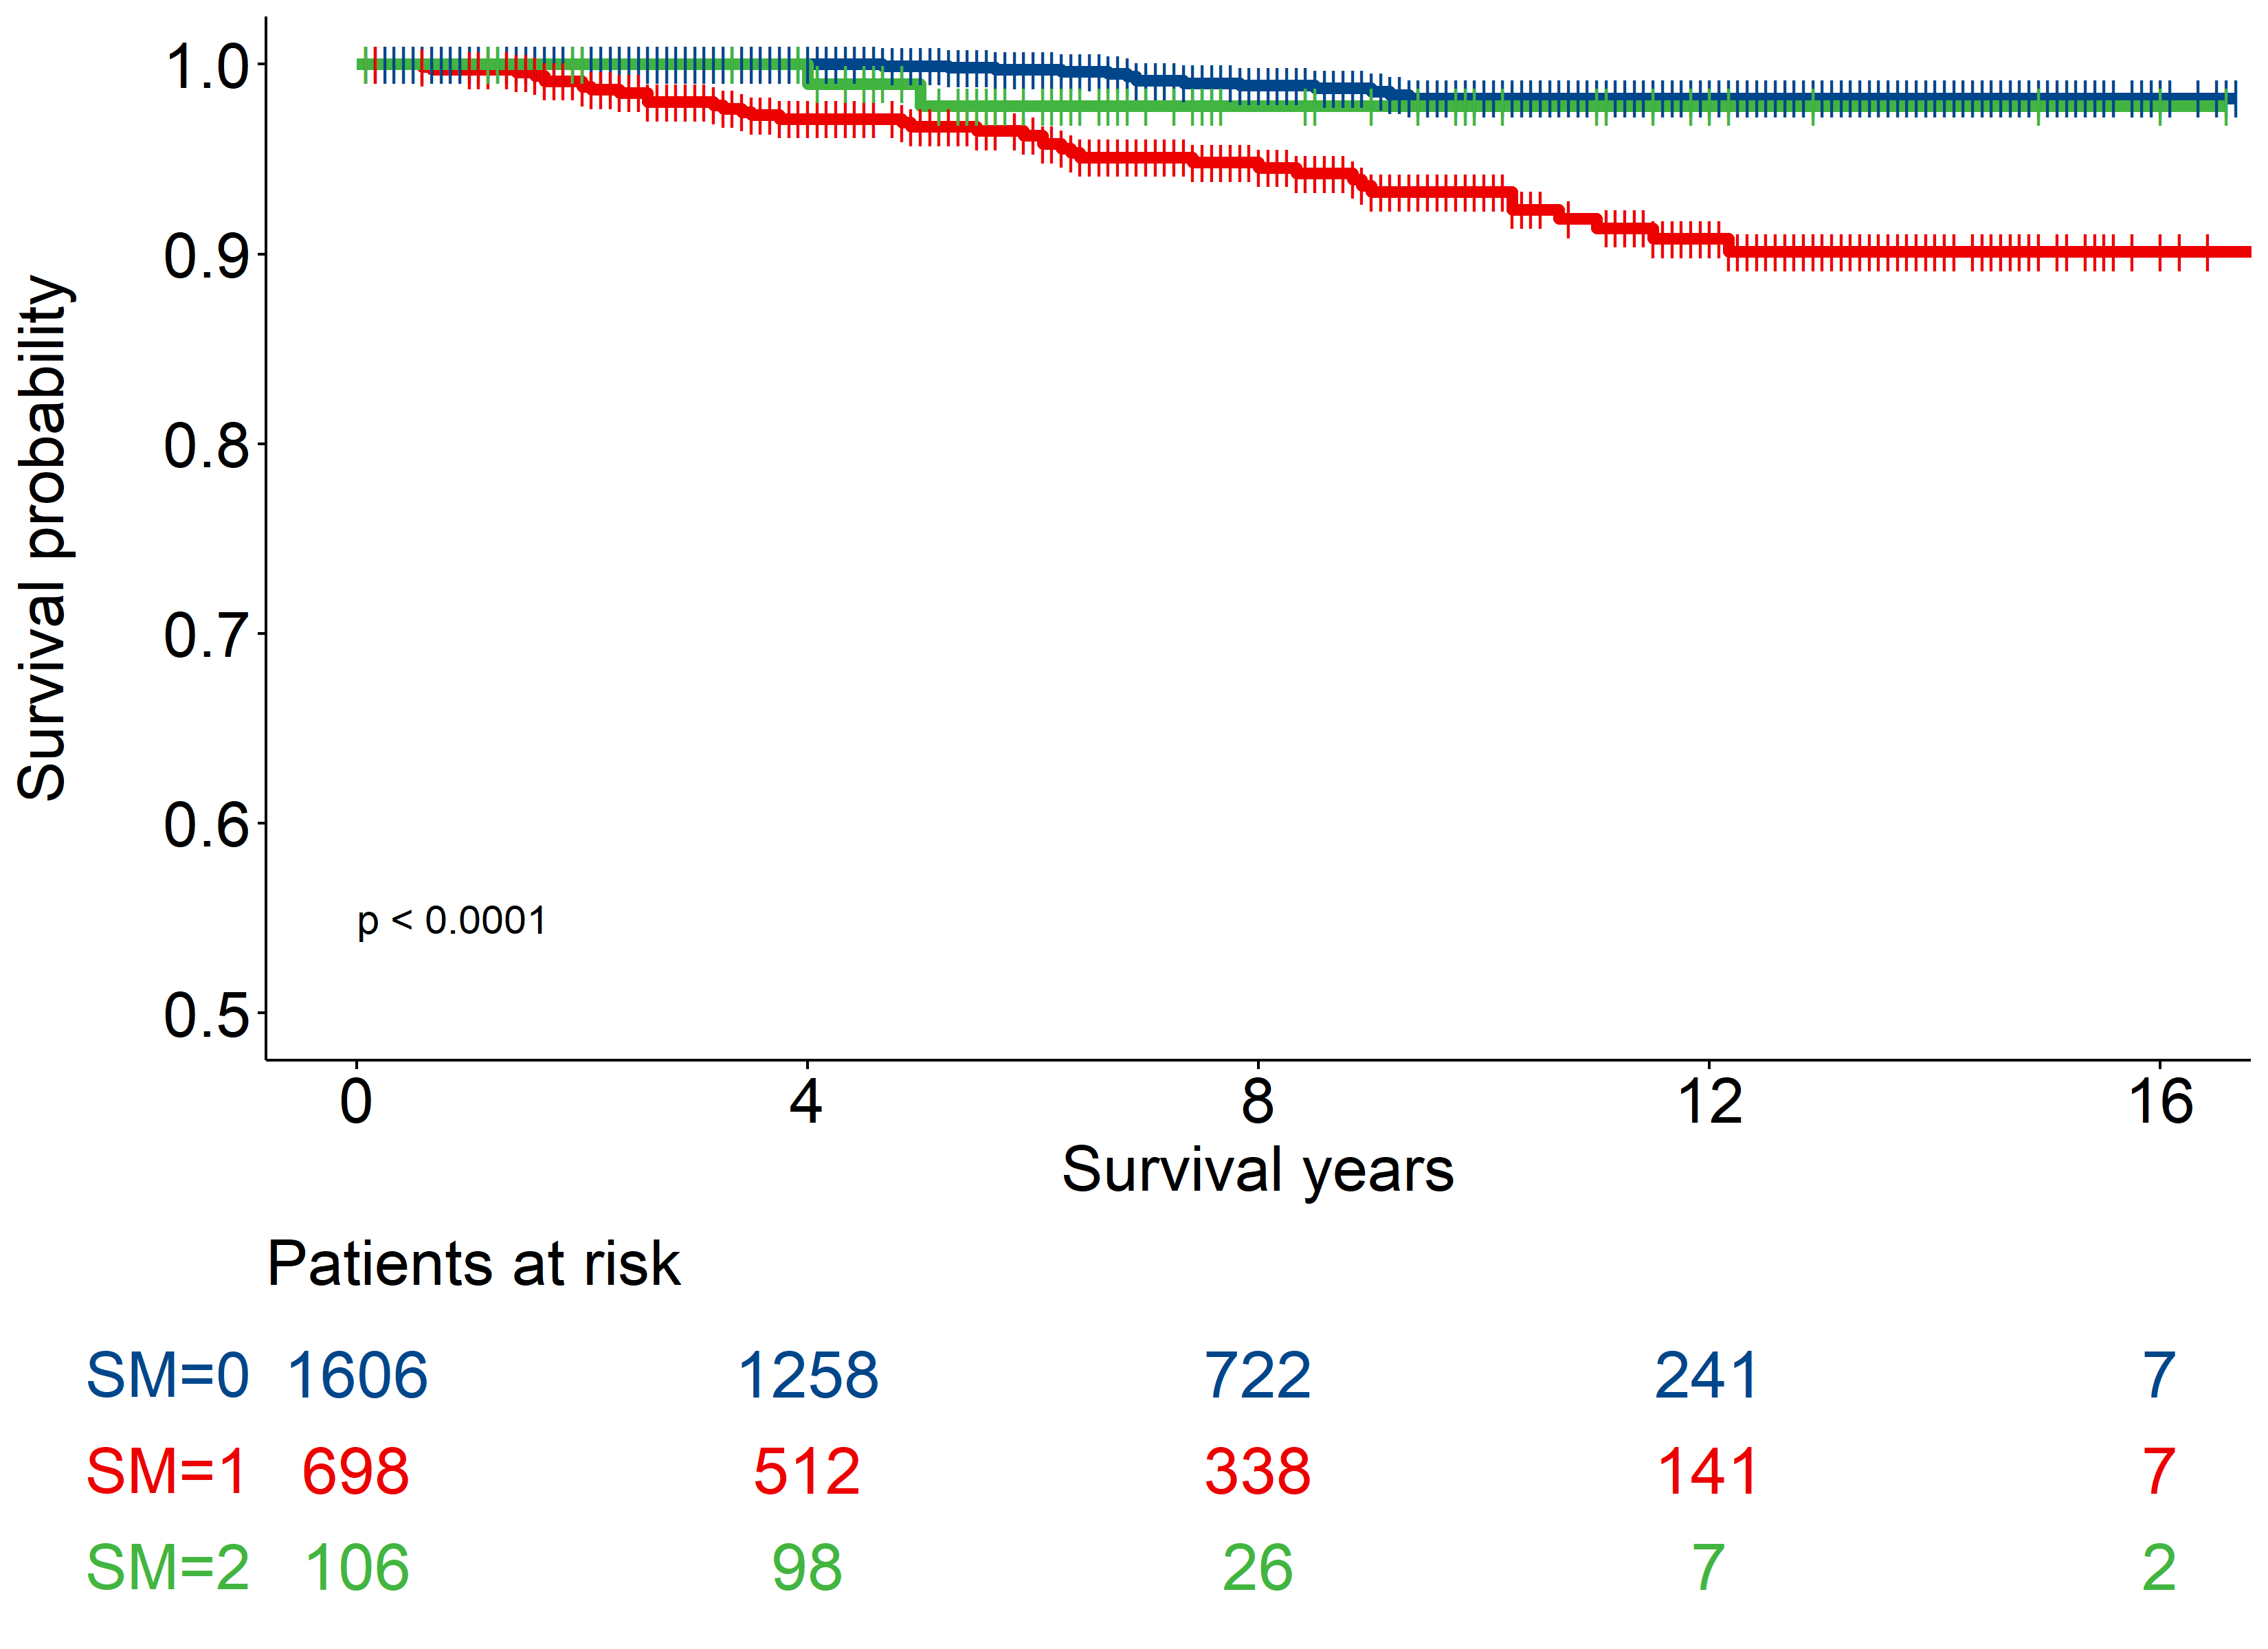 Survival probability
1.0
0.9
0.8
0.7
0.6
0.5
p < 0.0001
0 4 8 12 16
Survival years
Patients at risk
SM=0 1606 1258 722 241 7
SM=1 698 512 338 141 7
SM=2 106 98 26 7 2